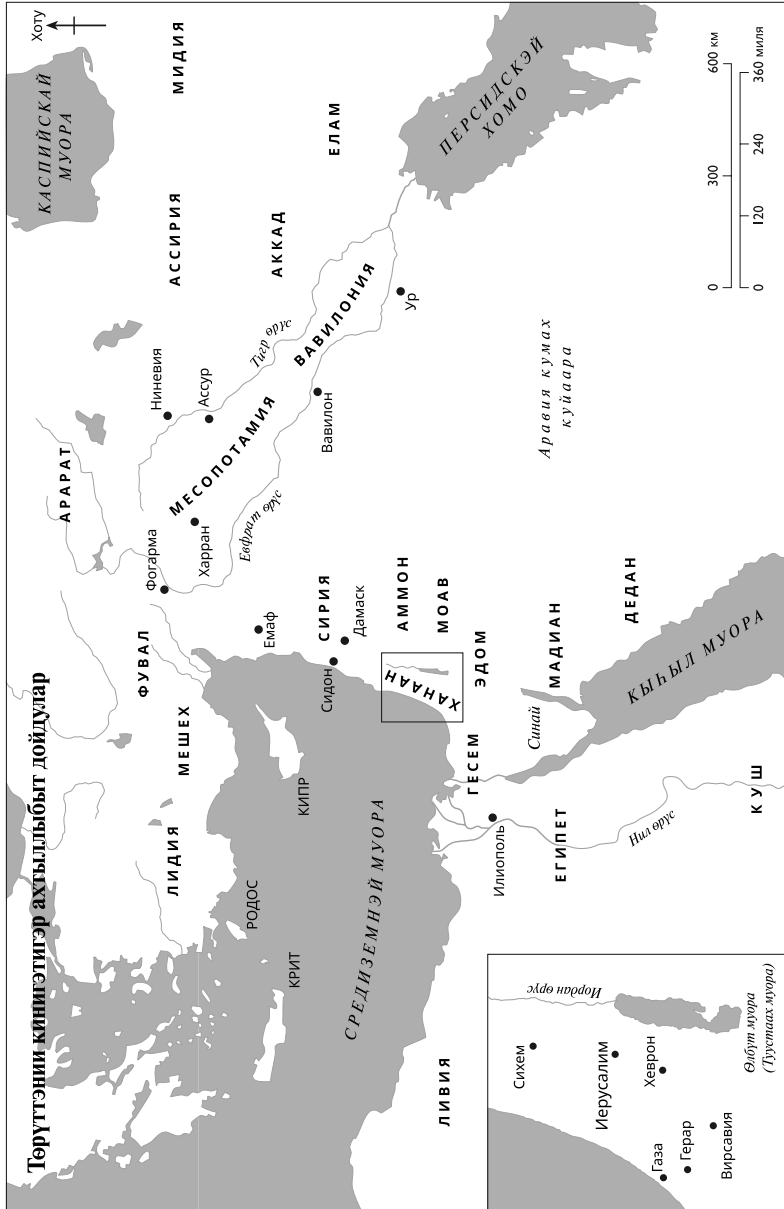 Төрүттэнии кинигэтигэр ахтыллыбыт дойдулар
Хоту
КАСПИЙСКАЙ
МУОРА
МИДИЯ
ЕЛАМ
ПЕРСИДСКЭЙ
ХОМО
АССИРИЯ
АККАД
600 км
300
0
360 миля
240
120
0
АРАРАТ
Ниневия
Ассур
Тигр өрүс
ВАВИЛОНИЯ
Ур
МЕСОПОТАМИЯ
Вавилон
Аравия кумах
куйаара
Фогарма
Харран
Евфрат өрүс
ФУВАЛ
Емаф
СИРИЯ
Дамаск
Сидон
АММОН
МОАВ
ХАНААН
ЭДОМ
МАДИАН
ДЕДАН
МЕШЕХ
КИПР
ГЕСЕМ
Синай
КЫҺЫЛ МУОРА
ЛИДИЯ
РОДОС
КРИТ
СРЕДИЗЕМНЭЙ МУОРА
Илиополь
ЕГИПЕТ
Нил өрүс
КУШ
ЛИВИЯ
Иордан өрүс
Сихем
Иерусалим
Хеврон
Газа
Герар
Вирсавия
Өлбүт муора
(Туустаах муора)